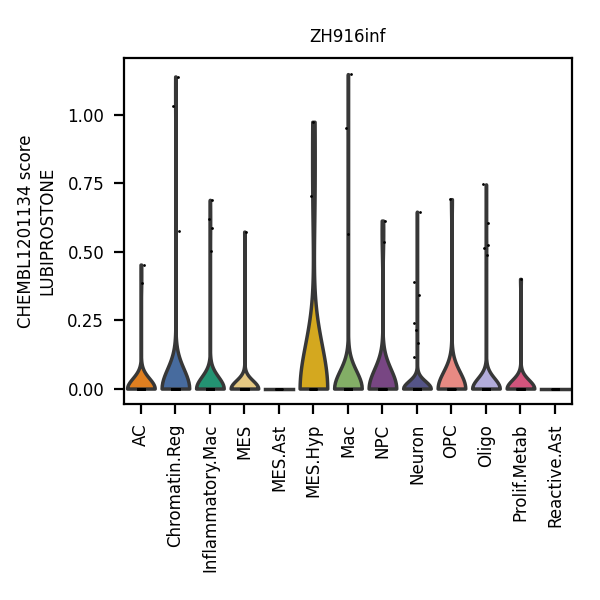 ZH916inf
CHEMBL1201134 score
LUBIPROSTONE
1.00
0.75
0.50
0.25
0.00
AC
Chromatin.Reg
Inflammatory.Mac
MES
MES.Ast
MES.Hyp
Mac
NPC
Neuron
OPC
Oligo
Prolif.Metab
Reactive.Ast